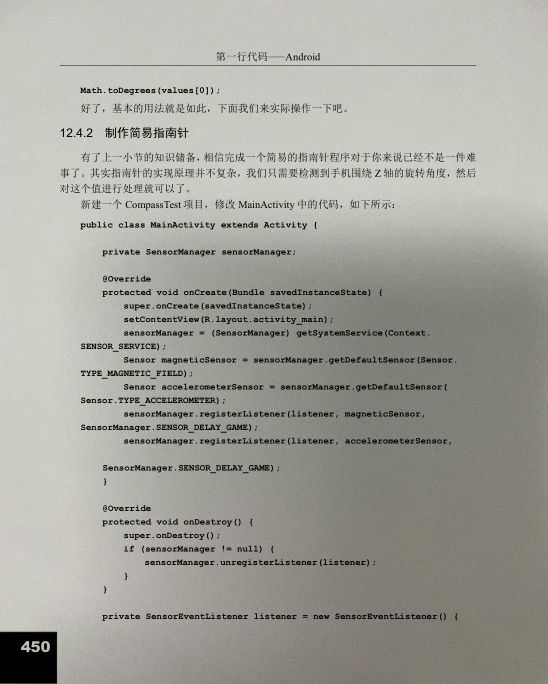 第一行代码——Android
Math.toDegrees(values[0]);
好了，基本的用法就是如此，下面我们来实际操作一下吧。
12.4.2 制作简易指南针
有了上一小节的知识储备，相信完成一个简易的指南针程序对于你来说已经不是一件难
事了。其实指南针的实现原理并不复杂，我们只需要检测到手机围绕 Z 轴的旋转角度，然后
对这个值进行处理就可以了。
新建一个 CompassTest 项目，修改 MainActivity 中的代码，如下所示：
public class MainActivity extends Activity {
private SensorManager sensorManager;
@Override
protected void onCreate(Bundle savedInstanceState) {
super.onCreate(savedInstanceState);
setContentView(R.layout.activity_main);
sensorManager = (SensorManager) getSystemService(Context.
SENSOR_SERVICE);
Sensor magneticSensor = sensorManager.getDefaultSensor(Sensor.
TYPE_MAGNETIC_FIELD);
Sensor accelerometerSensor = sensorManager.getDefaultSensor(
Sensor.TYPE_ACCELEROMETER);
sensorManager.registerListener(listener, magneticSensor,
SensorManager.SENSOR_DELAY_GAME);
sensorManager.registerListener(listener, accelerometerSensor,
SensorManager.SENSOR_DELAY_GAME);
}
@Override
protected void onDestroy() {
super.onDestroy();
if (sensorManager != null) {
sensorManager.unregisterListener(listener);
}
}
private SensorEventListener listener = new SensorEventListener() {
450